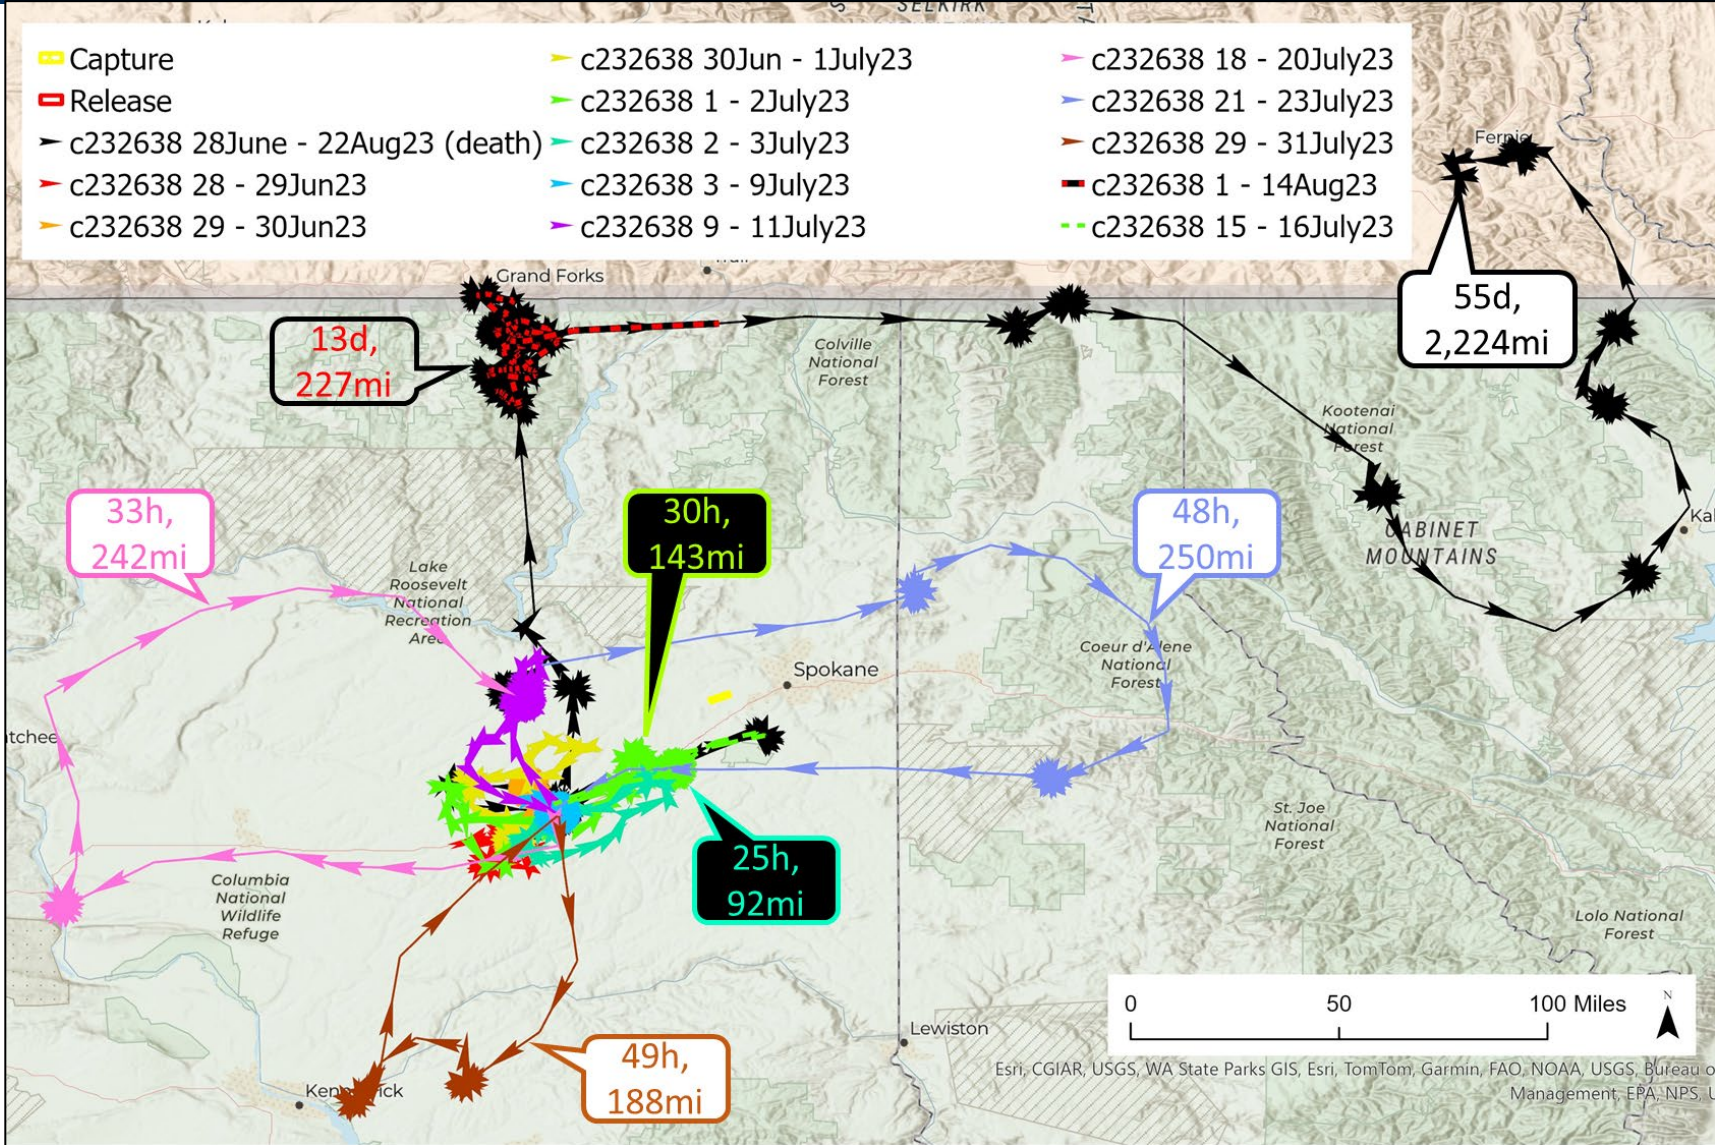 SELKIRK
Capture
Release
c232638 28June - 22Aug23 (death)
c232638 28 - 29Jun23
c232638 29 - 30Jun23
c232638 30Jun - 1July23
c232638 1 - 2July23
c232638 2 - 3July23
c232638 3 - 9July23
c232638 9 - 11July23
c232638 18 - 20July23
c232638 21 - 23July23
c232638 29 - 31July23
c232638 1 - 14Aug23
c232638 15 - 16July23
Fernie
Grand Forks
13d,
227mi
55d,
2,224mi
Colville
National
Forest
Kootenai
National
Forest
33h,
242mi
30h,
143mi
48h,
250mi
Kal
CABINET
MOUNTAINS
Lake
Roosevelt
National
Recreation
Area
Coeur d'Alene
National
Forest
Spokane
atchee
St. Joe
National
Forest
25h,
92mi
Columbia
National
Wildlife
Refuge
Lolo National
Forest
0 50 100 Miles
N
Lewiston
49h,
188mi
Kennewick
Esri, CGIAR, USGS, WA State Parks GIS, Esri, TomTom, Garmin, FAO, NOAA, USGS, Bureau o
Management, EPA, NPS, U